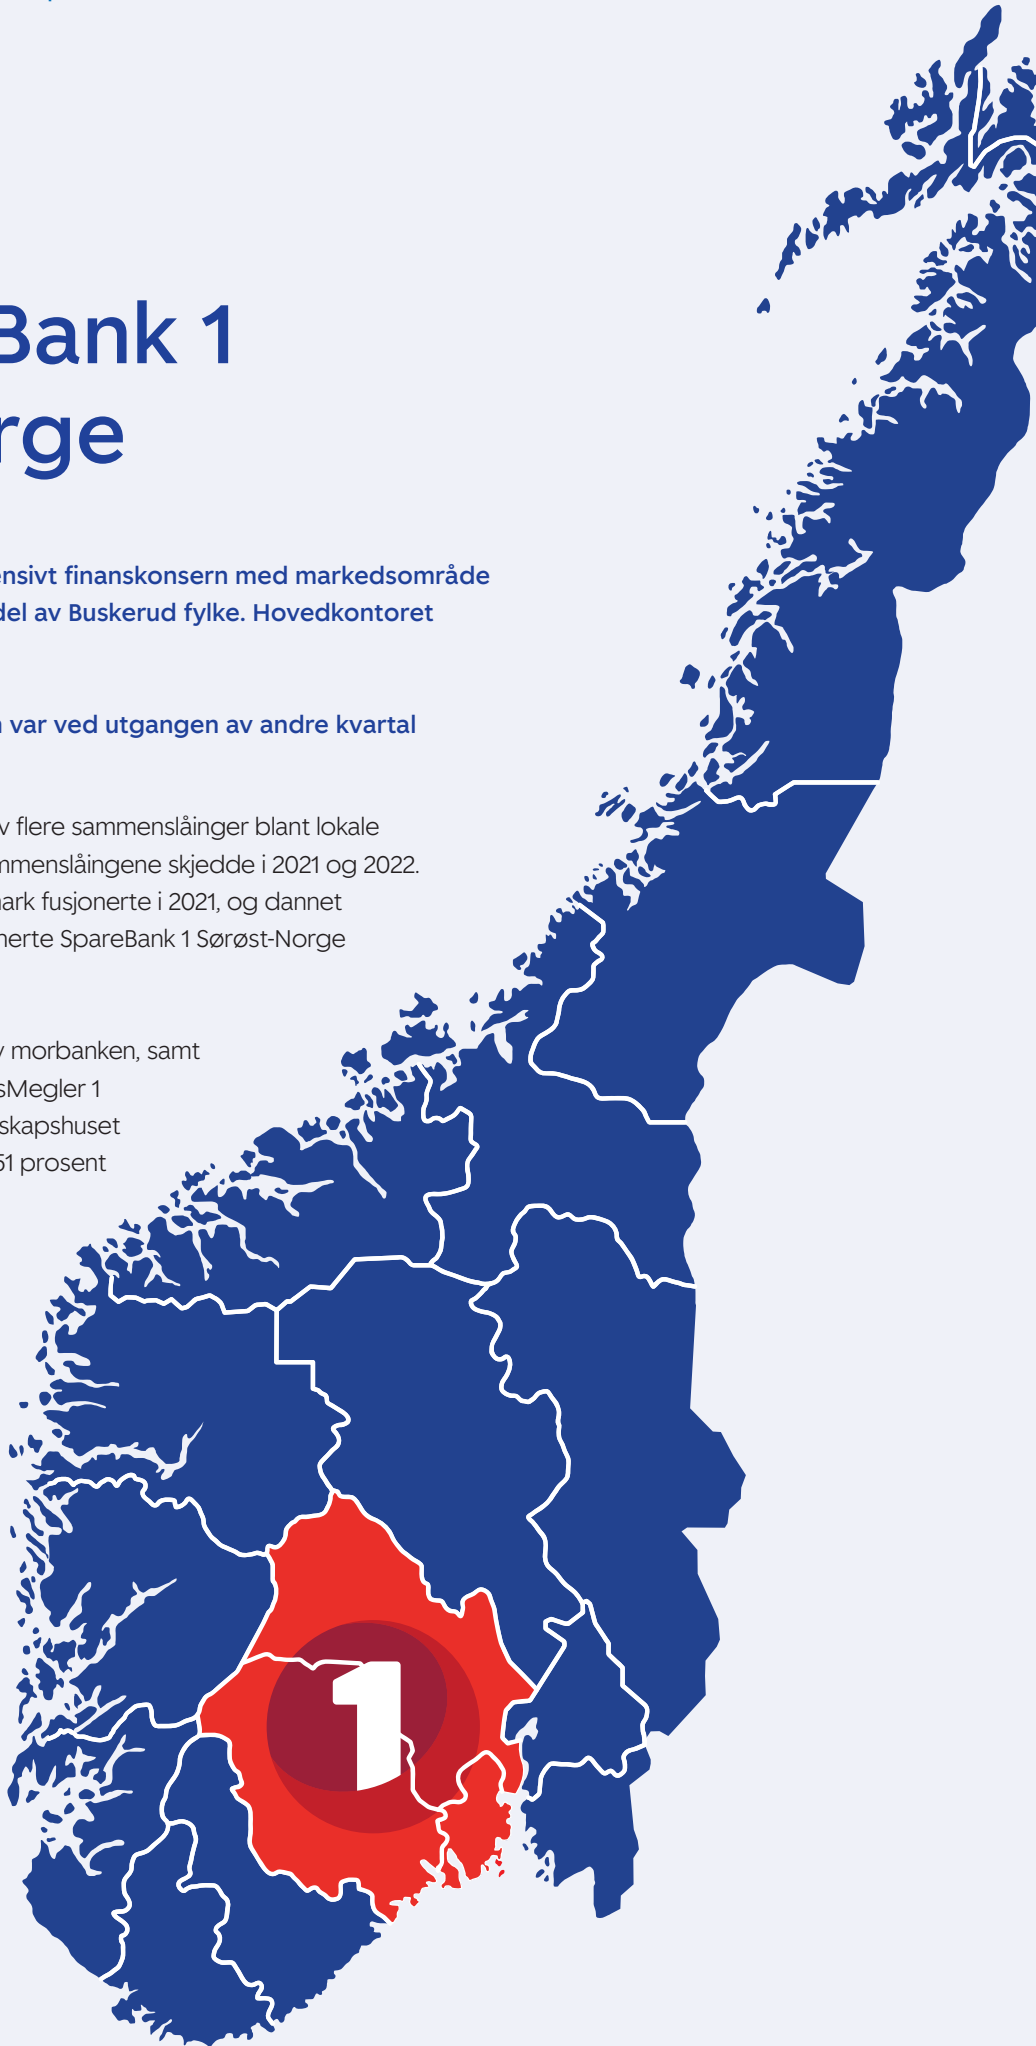 Bank 1
rge
ensivt finanskonsern med markedsområde
del av Buskerud fylke. Hovedkontoret
var ved utgangen av andre kvartal
v flere sammenslåinger blant lokale
mmenslåingene skjedde i 2021 og 2022.
ark fusjonerte i 2021, og dannet
nerte SpareBank 1 Sørøst-Norge
v morbanken, samt
sMegler 1
skapshuset
51 prosent
1